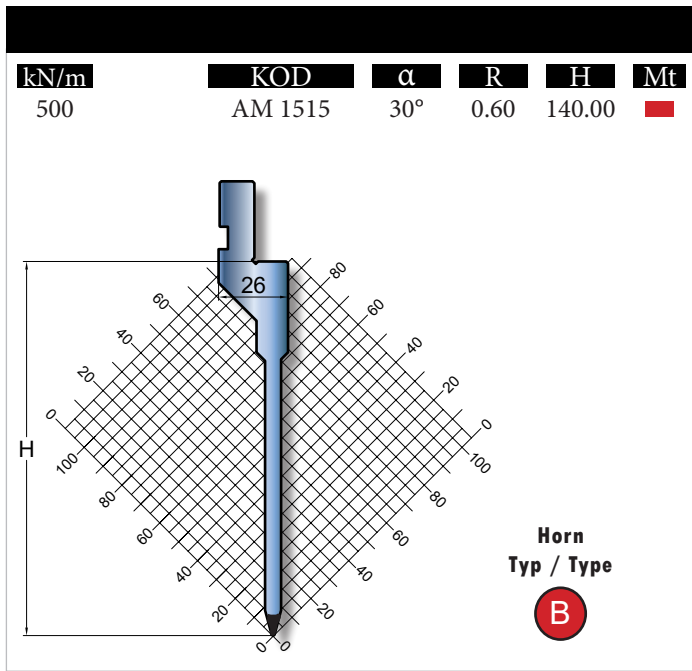 kN/m KOD α R H Mt
500 AM 1515 30° 0.60 140.00
26
H
0 20 40 60
80 60 40 20 0
100 80 60 40 20 0
0 20 40 60 80 100
Horn
Typ / Type
B